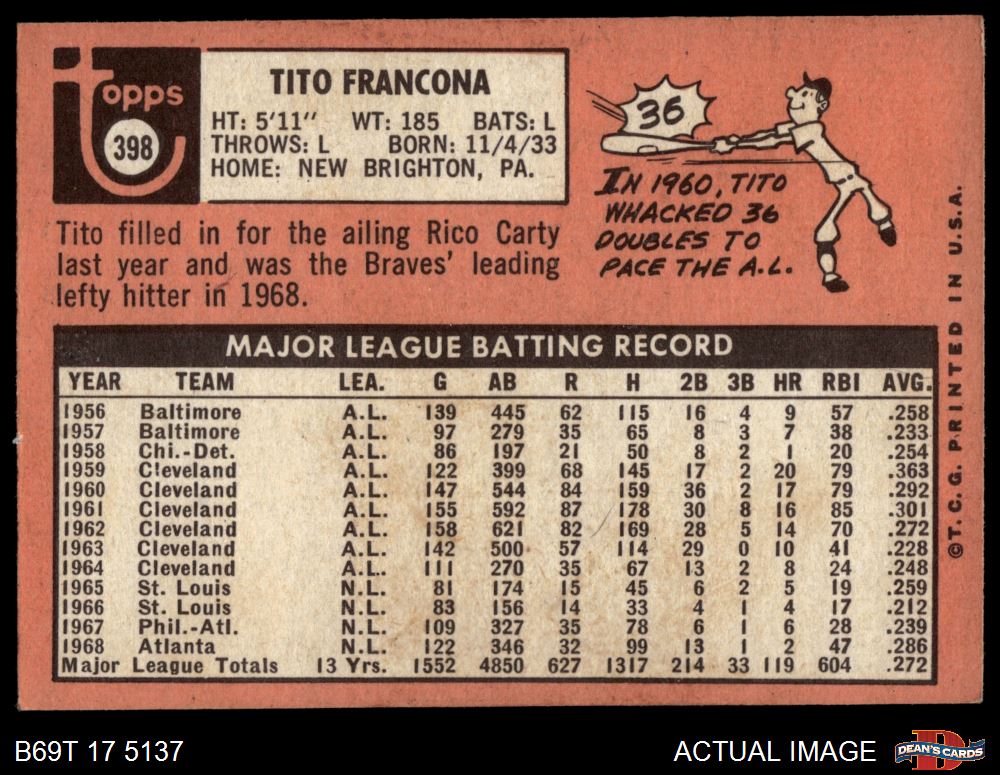 topps
398
TITO FRANCONA
HT: 5'11" WT: 185 BATS: L
THROWS: L BORN: 11/4/33
HOME: NEW BRIGHTON, PA.
36
IN 1960, TITO
WHACKED 36
DOUBLES TO
PACE THE A.L.
Tito filled in for the ailing Rico Carty
last year and was the Braves' leading
lefty hitter in 1968.
MAJOR LEAGUE BATTING RECORD
YEAR TEAM LEA. G AB R H 2B 3B HR RBI AVG.
1956 Baltimore A.L. 139 445 62 115 16 4 9 57 .258
1957 Baltimore A.L. 97 279 35 65 8 3 7 38 .233
1958 Chi.-Det. A.L. 86 197 21 50 8 2 1 20 .254
1959 Cleveland A.L. 122 399 68 145 17 2 20 79 .363
1960 Cleveland A.L. 147 544 84 159 36 2 17 79 .292
1961 Cleveland A.L. 155 592 87 178 30 8 16 85 .301
1962 Cleveland A.L. 158 621 82 169 28 5 14 70 .272
1963 Cleveland A.L. 142 500 57 114 29 0 10 41 .228
1964 Cleveland A.L. 111 270 35 67 13 2 8 24 .248
1965 St. Louis N.L. 81 174 15 45 6 2 5 19 .259
1966 St. Louis N.L. 83 156 14 33 4 1 4 17 .212
1967 Phil.-Atl. N.L. 109 327 35 78 6 1 6 28 .239
1968 Atlanta N.L. 122 346 32 99 13 1 2 47 .286
Major League Totals 13 Yrs. 1552 4850 627 1317 214 33 119 604 .272
©T.C.G. PRINTED IN U.S.A.
B69T 17 5137
ACTUAL IMAGE
DEAN'S CARDS